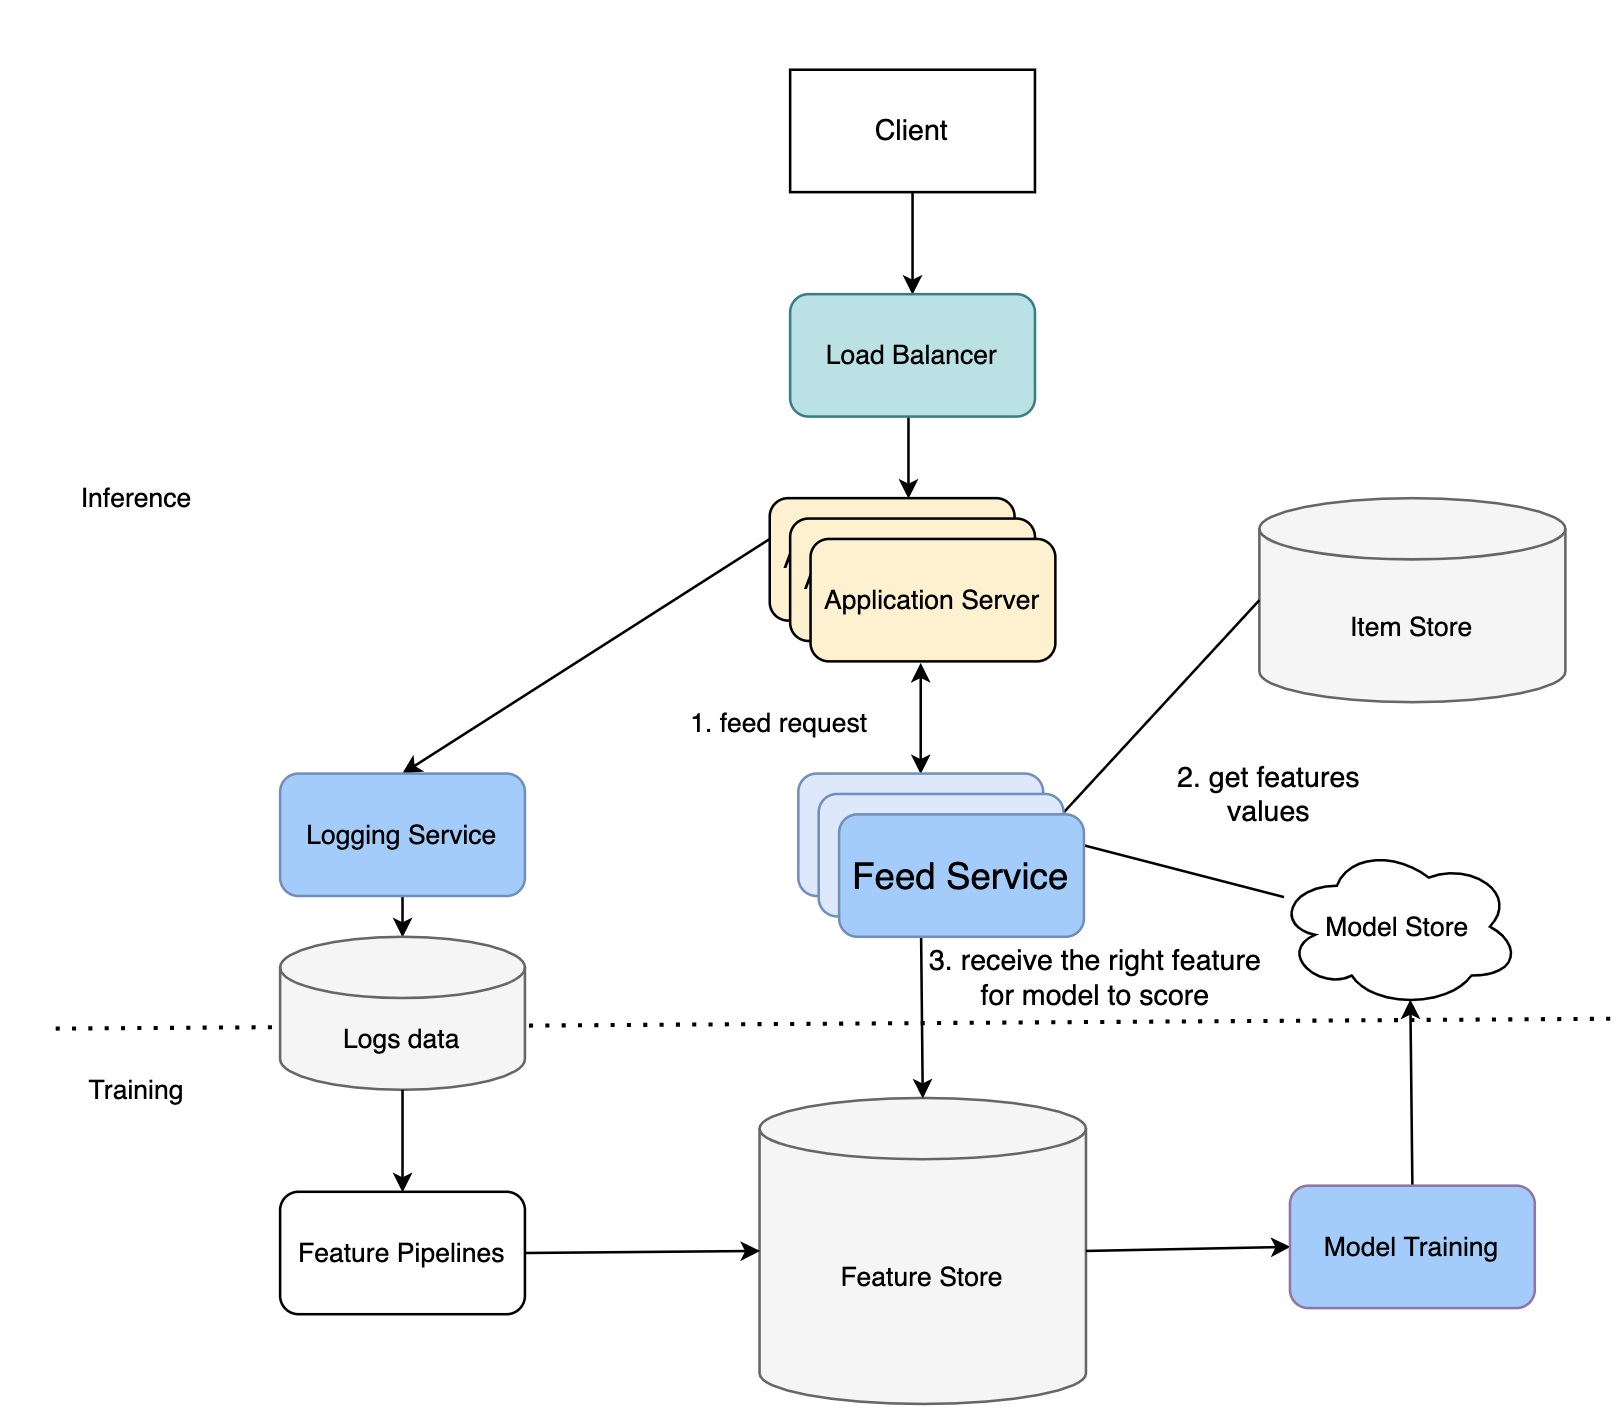 Client
Load Balancer
Inference
Application Server
Item Store
1. feed request
2. get features
values
Logging Service
Feed Service
Model Store
3. receive the right feature
for model to score
Logs data
Training
Feature Pipelines
Feature Store
Model Training